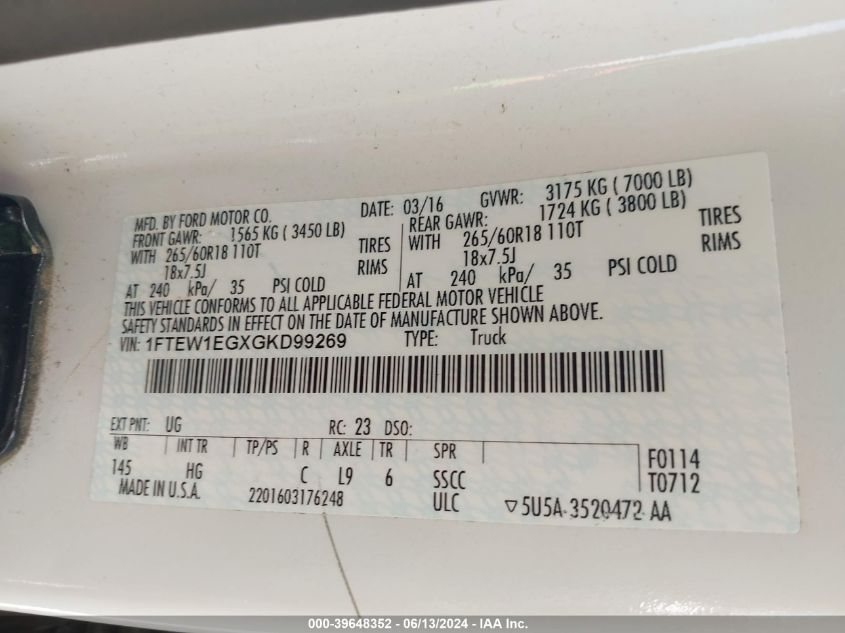 MFD. BY FORD MOTOR CO. DATE: 03/16 GVWR: 3175 KG ( 7000 LB)
FRONT GAWR: 1565 KG ( 3450 LB) REAR GAWR: 1724 KG ( 3800 LB)
WITH 265/60R18 110T TIRES WITH 265/60R18 110T TIRES
18x7.5J RIMS 18x7.5J RIMS
AT 240 kPa/ 35 PSI COLD AT 240 kPa/ 35 PSI COLD
THIS VEHICLE CONFORMS TO ALL APPLICABLE FEDERAL MOTOR VEHICLE
SAFTY STANDARDS IN EFFECT ON THE DATE OF MANUFACTURE SHOWN ABOVE.
VIN: 1FTEW1EGXGKD99269 TYPE: Truck
EXT PNT: UG RC: 23 DSO:
WB INT TR TP/PS R AXLE TR SPR
145 HG C L9 6 SSCC F0114
T0712
MADE IN U.S.A. 2201603176248 ULC ▽5U5A-3520472-AA
000-39648352 - 06/13/2024 - IAA Inc.